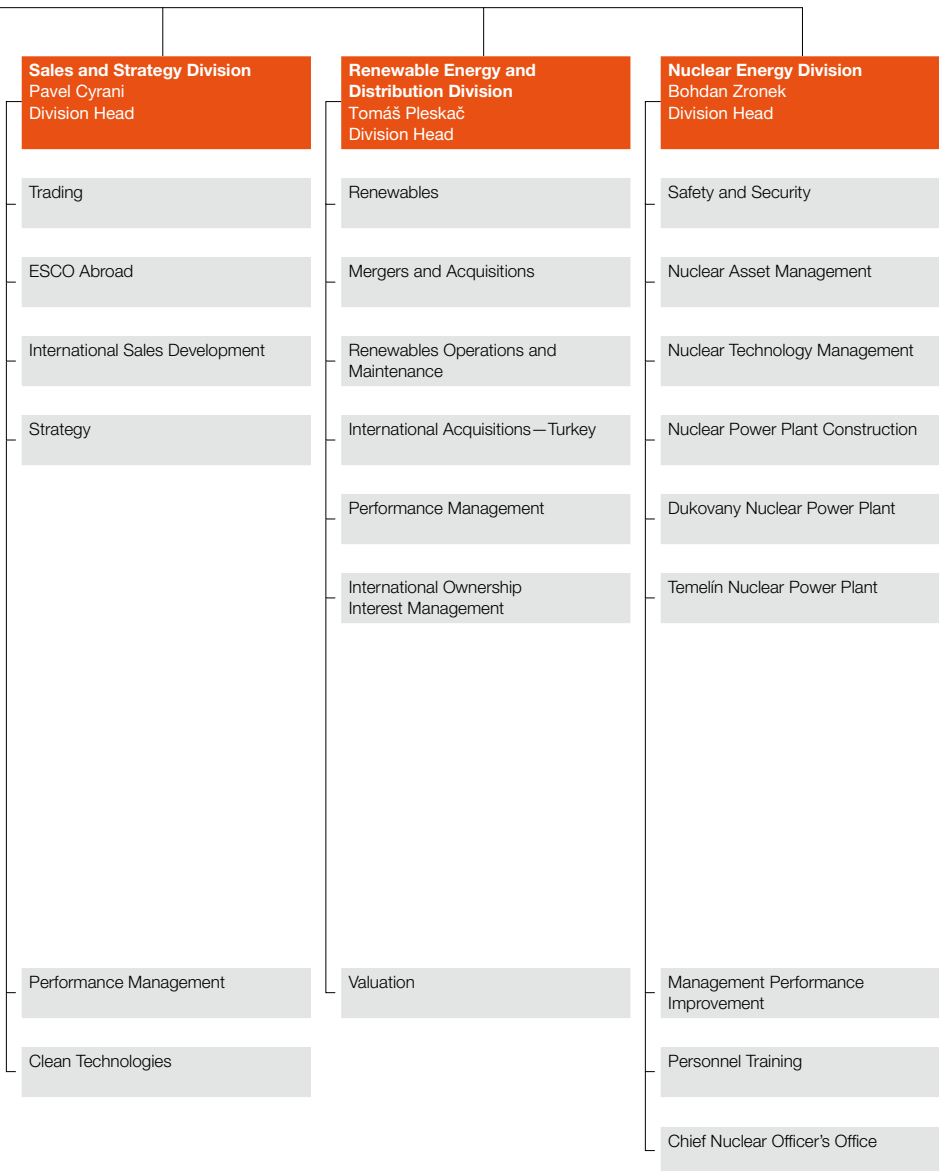 Sales and Strategy Division
Pavel Cyrani
Division Head
Trading
ESCO Abroad
International Sales Development
Strategy
Performance Management
Clean Technologies
Renewable Energy and
Distribution Division
Tomáš Pleskač
Division Head
Renewables
Mergers and Acquisitions
Renewables Operations and
Maintenance
International Acquisitions—Turkey
Performance Management
International Ownership
Interest Management
Valuation
Nuclear Energy Division
Bohdan Zronek
Division Head
Safety and Security
Nuclear Asset Management
Nuclear Technology Management
Nuclear Power Plant Construction
Dukovany Nuclear Power Plant
Temelín Nuclear Power Plant
Management Performance
Improvement
Personnel Training
Chief Nuclear Officer's Office